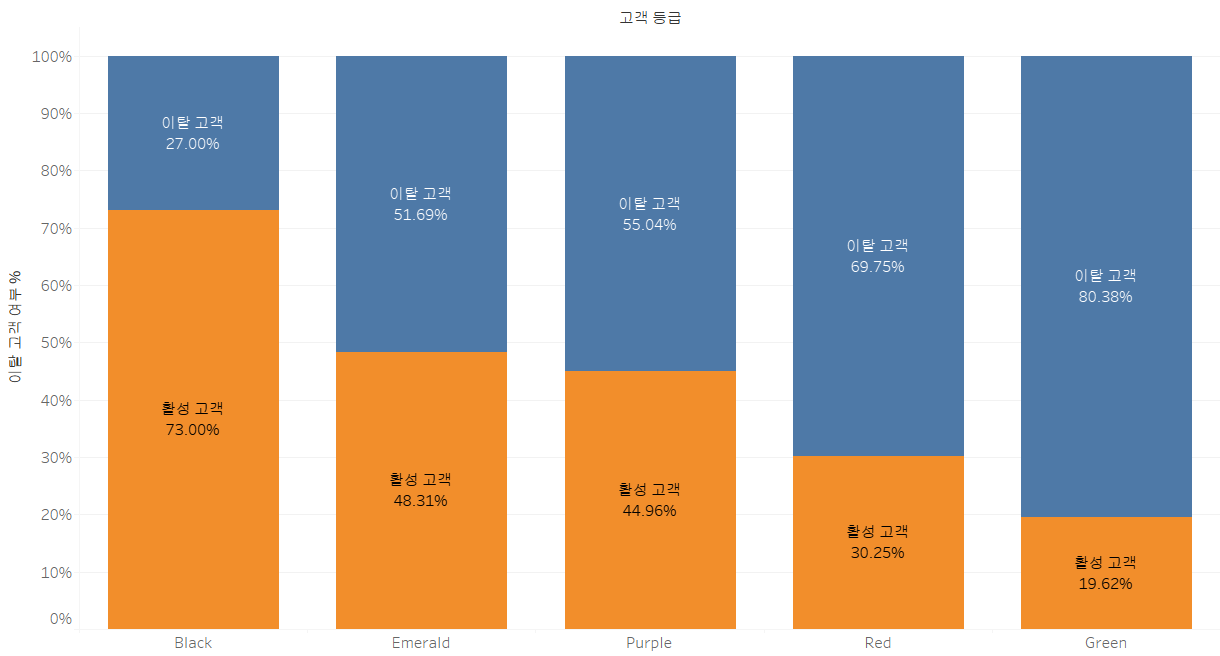 고객 등급
이탈 고객 여부 %
100%
90%
80%
70%
60%
50%
40%
30%
20%
10%
0%
이탈 고객
27.00%
활성 고객
73.00%
이탈 고객
51.69%
활성 고객
48.31%
이탈 고객
55.04%
활성 고객
44.96%
이탈 고객
69.75%
활성 고객
30.25%
이탈 고객
80.38%
활성 고객
19.62%
Black
Emerald
Purple
Red
Green